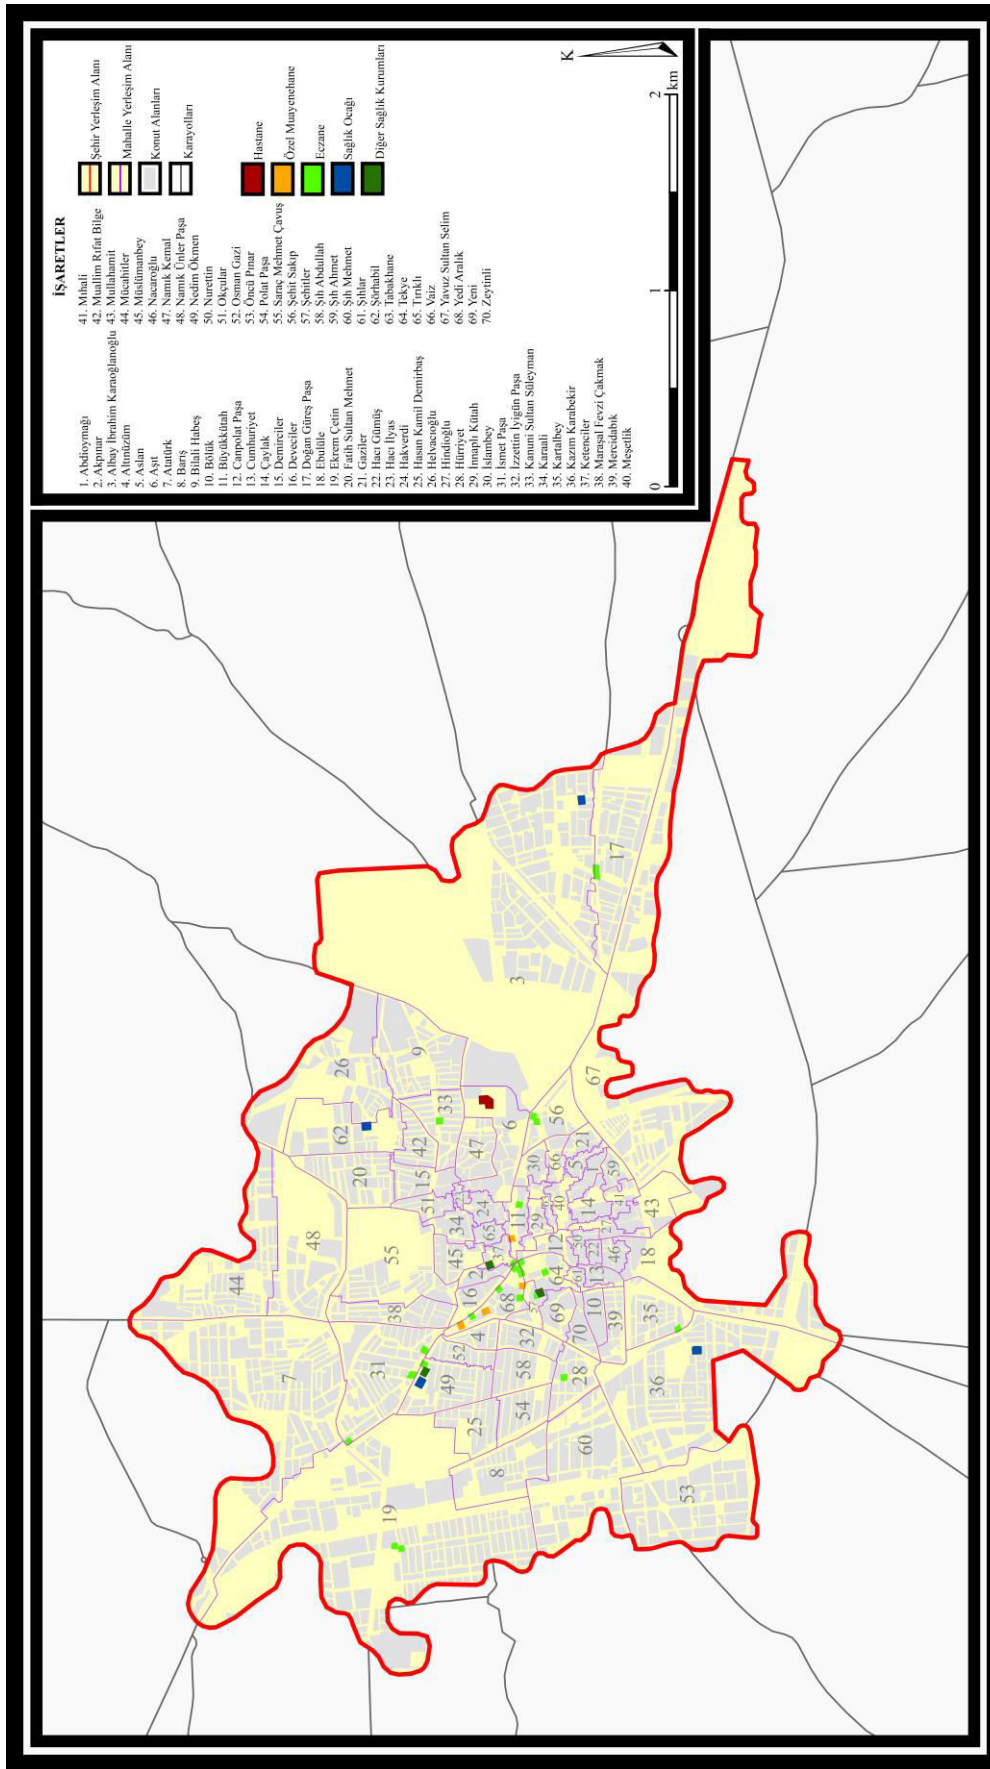 İŞARETLER
1. Abdioymağı
2. Akpınar
3. Albay İbrahim Karaoğlanoğlu
4. Altınüzüm
5. Aslan
6. Aşıt
7. Atatürk
8. Barış
9. Bilali Habeş
10. Bölük
11. Büyükkütah
12. Canpolat Paşa
13. Cumhuriyet
14. Çaylak
15. Demirciler
16. Deveciler
17. Doğan Güreş Paşa
18. Ebulüle
19. Ekrem Çetin
20. Fatih Sultan Mehmet
21. Gaziler
22. Hacı Gümüş
23. Hacı İlyas
24. Hakverdi
25. Hasan Kamil Demirbaş
26. Helvacıoğlu
27. Hindioğlu
28. Hürriyet
29. İnnaplı Kütah
30. İslambey
31. İsmet Paşa
32. İzzettin İyigün Paşa
33. Kanuni Sultan Süleyman
34. Karaali
35. Kartalbey
36. Kazım Karabekir
37. Ketenciler
38. Maraşal Fevzi Çakmak
39. Mercidabık
40. Meşetlik
41. Mihali
42. Muallim Rıfat Bilge
43. Mullahamit
44. Mücahitler
45. Müslümanbey
46. Nacaroğlu
47. Namık Kemal
48. Namık Ünler Paşa
49. Nedim Ökmen
50. Nurettin
51. Okçular
52. Osman Gazi
53. Öncü Pınar
54. Polat Paşa
55. Saraç Mehmet Çavuş
56. Şehit Sakıp
57. Şehitler
58. Şıh Abdullah
59. Şıh Ahmet
60. Şıh Mehmet
61. Şıhlar
62. Şörhabil
63. Tabakhane
64. Tekye
65. Tırıklı
66. Vaiz
67. Yavuz Sultan Selim
68. Yedi Aralık
69. Yeni
70. Zeytinli
Şehir Yerleşim Alanı
Mahalle Yerleşim Alanı
Konut Alanları
Karayolları
Hastane
Özel Muayenehane
Eczane
Sağlık Ocağı
Diğer Sağlık Kurumları
K
0 1 2
km
44
7
48
26
62
20
9
55
38
33
42
15
31
51
47
6
34
24
45
65
37
2
16
4
52
49
25
19
3
17
56
67
30
66
21
5
1
59
11
29
40
14
41
43
12
50
27
22
46
18
68
64
61
13
57
69
10
39
35
32
70
58
54
28
8
60
36
53